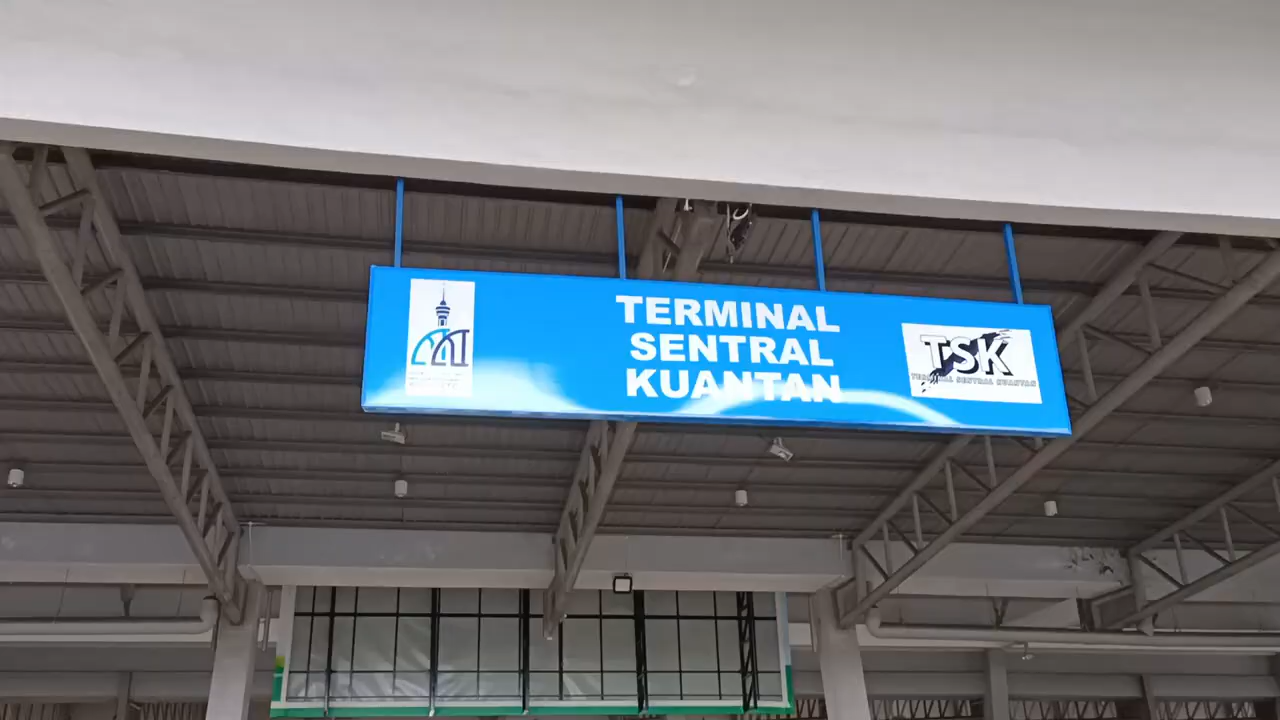 TERMINAL
SENTRAL
KUANTAN
TSK
TERMINAL SENTRAL KUANTAN